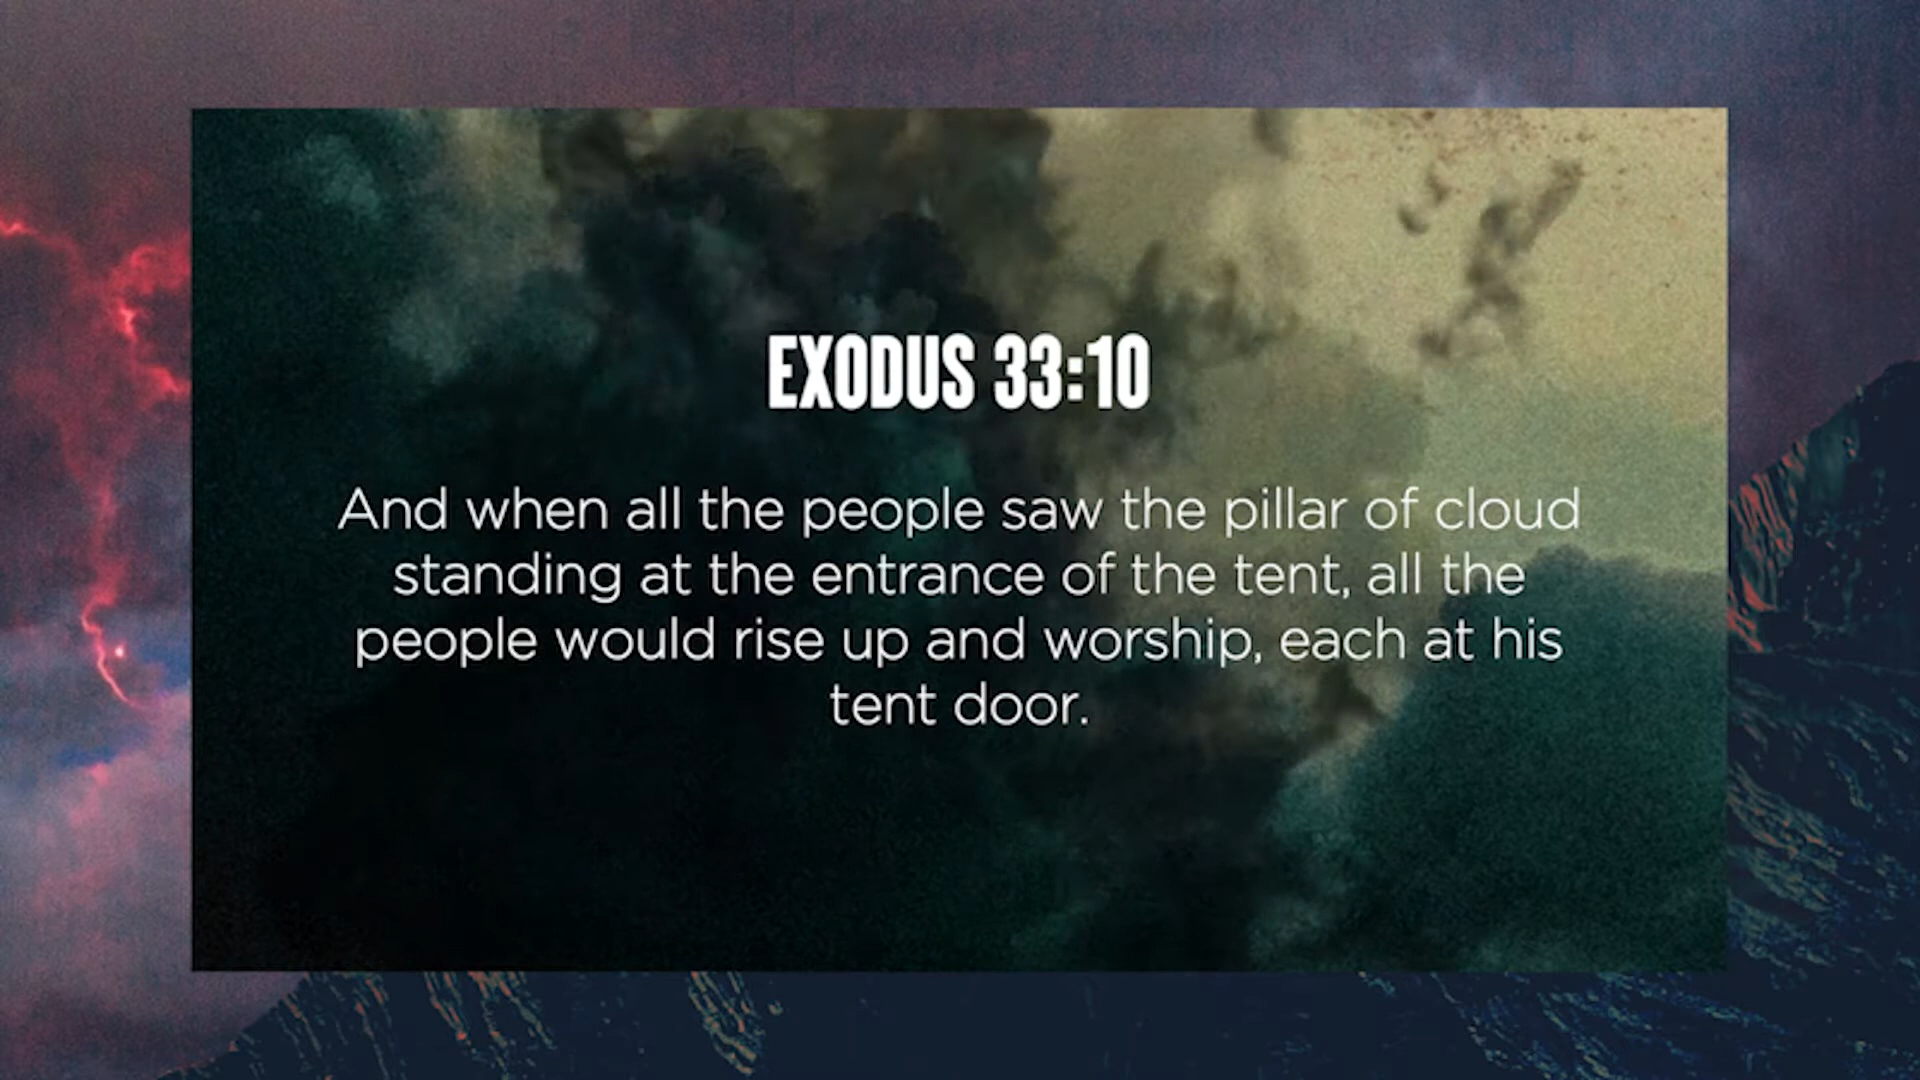 EXODUS 33:10
And when all the people saw the pillar of cloud
standing at the entrance of the tent, all the
people would rise up and worship, each at his
tent door.